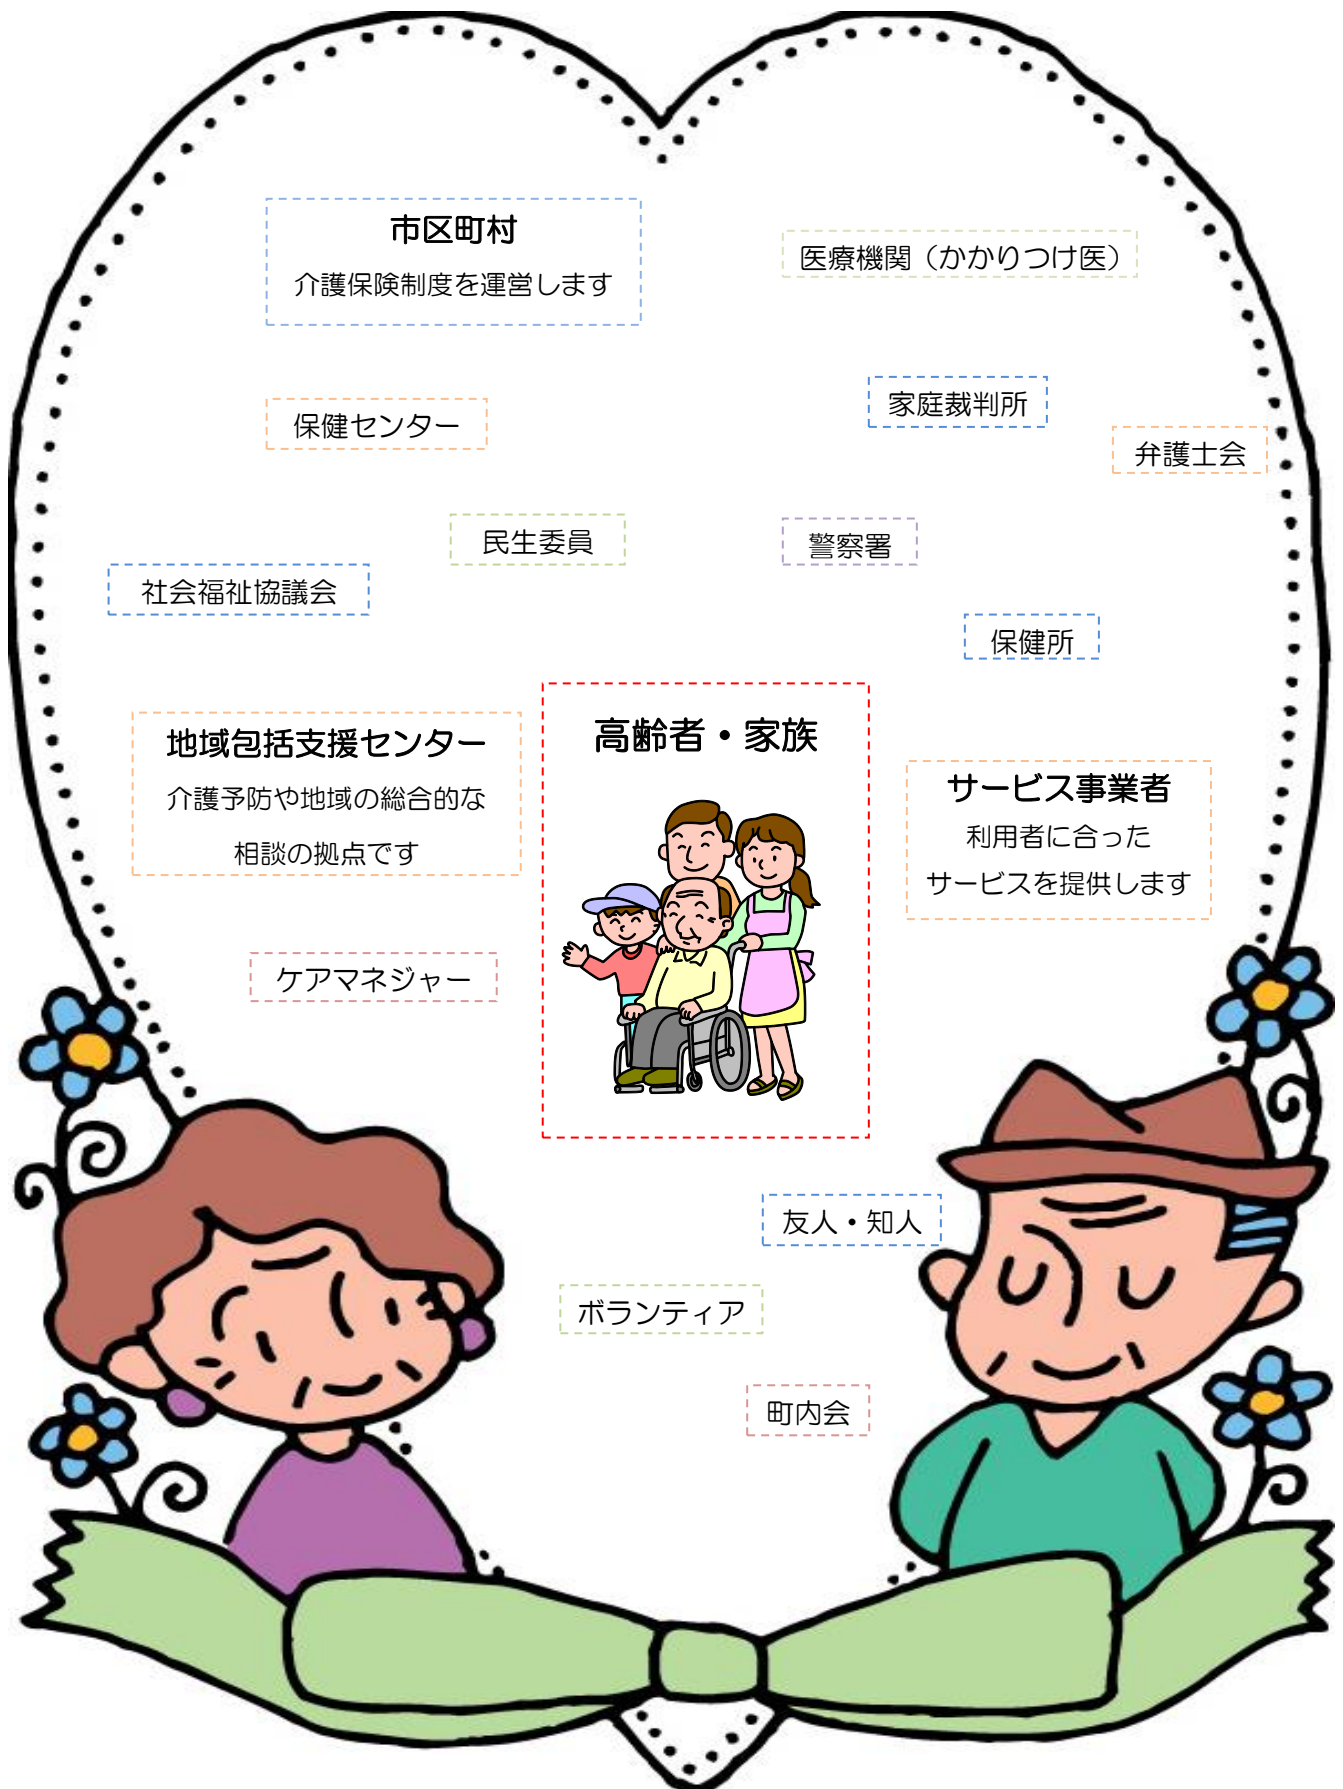 市区町村
介護保険制度を運営します
医療機関（かかりつけ医）
家庭裁判所
保健センター
弁護士会
民生委員
警察署
社会福祉協議会
保健所
高齢者・家族
地域包括支援センター
介護予防や地域の総合的な
相談の拠点です
サービス事業者
利用者に合った
サービスを提供します
ケアマネジャー
友人・知人
ボランティア
町内会